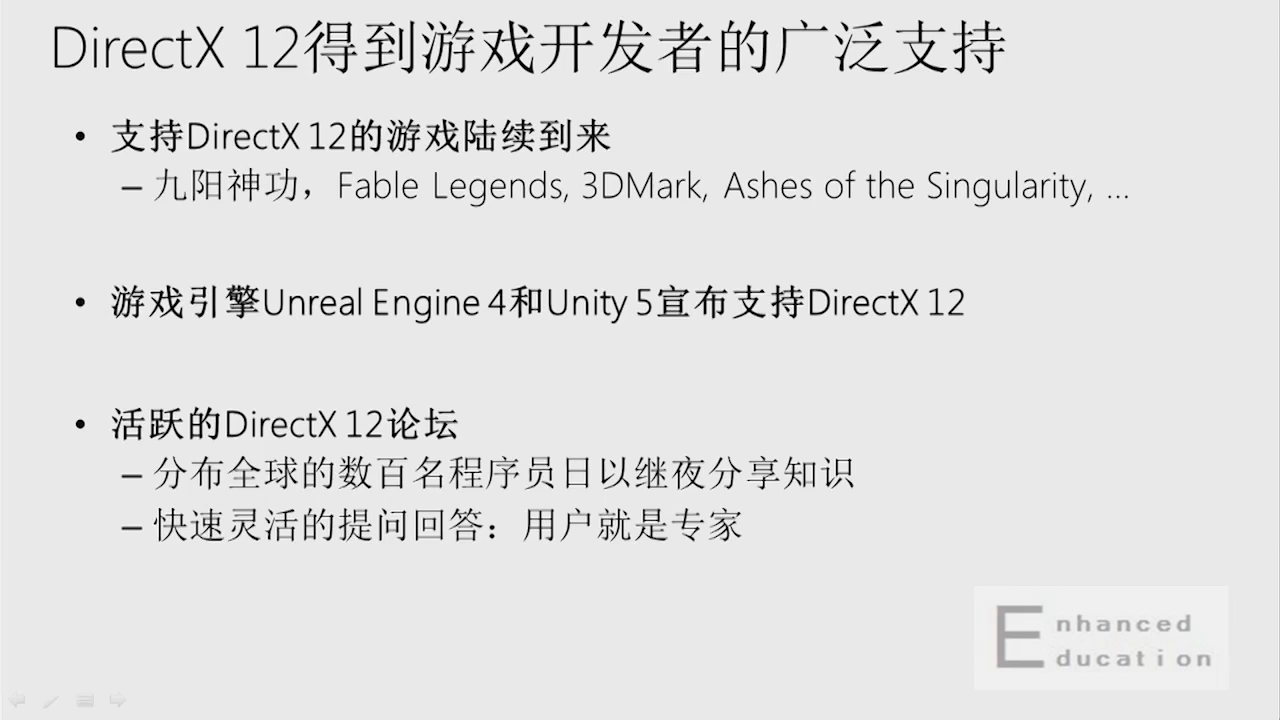 DirectX 12得到游戏开发者的广泛支持
• 支持DirectX 12的游戏陆续到来
– 九阳神功，Fable Legends, 3DMark, Ashes of the Singularity, ...
• 游戏引擎Unreal Engine 4和Unity 5宣布支持DirectX 12
• 活跃的DirectX 12论坛
– 分布全球的数百名程序员日以继夜分享知识
– 快速灵活的提问回答：用户就是专家
Enhanced
Education